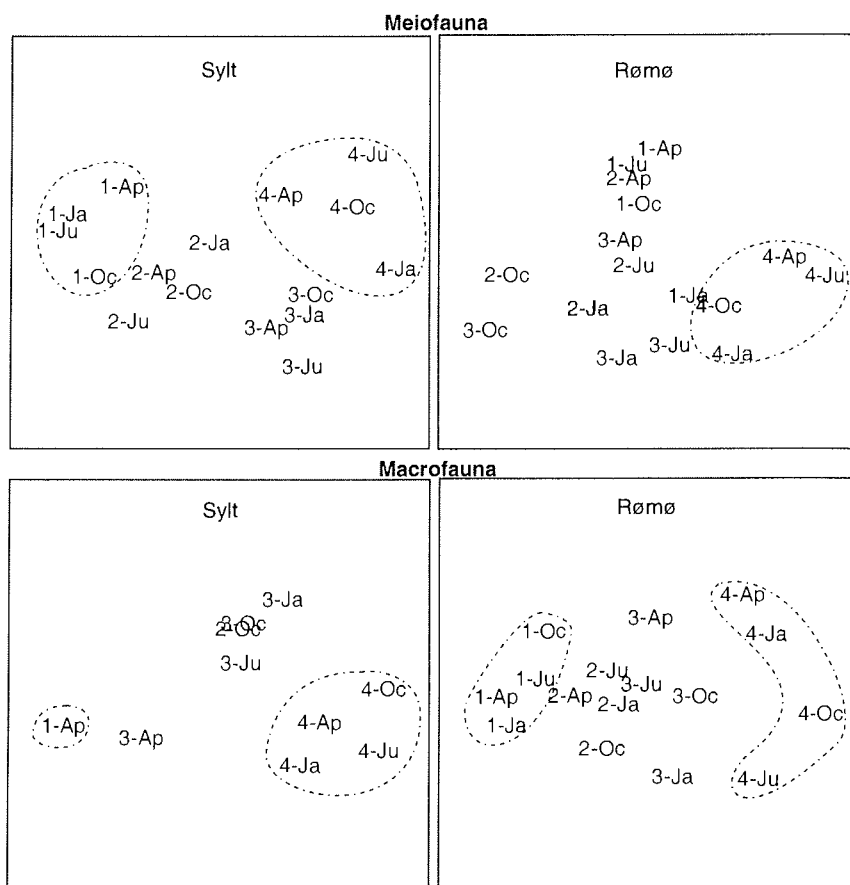 Meiofauna
Sylt
4-Ju
1-Ap
4-Ap
4-Oc
1-Ja
1-Ju
2-Ja
4-Ja
1-Oc
2-Ap
2-Oc
3-Oc
3-Ja
2-Ju
3-Ap
3-Ju
Rømø
1-Ap
1-Ju
2-Ap
1-Oc
3-Ap
4-Ap
2-Ju
4-Ju
2-Oc
1-Ja
4-Oc
2-Ja
3-Oc
3-Ju
4-Ja
3-Ja
Macrofauna
Sylt
3-Ja
3-Oc
2-Oc
3-Ju
4-Oc
1-Ap
4-Ap
3-Ap
4-Ju
4-Ja
Rømø
4-Ap
3-Ap
1-Oc
4-Ja
2-Ju
1-Ju
3-Ju
1-Ap
2-Ap
3-Oc
2-Ja
4-Oc
1-Ja
2-Oc
3-Ja
4-Ju